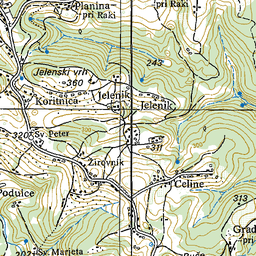 Planina
pri Raki
pri Raki
Jelenski vrh
360
243
Jelenik
Koritnica
Jelenik
320
Sv. Peter
311
Žirovnik
Celine
Podulce
313
Grad
202
Sv. Marjeta